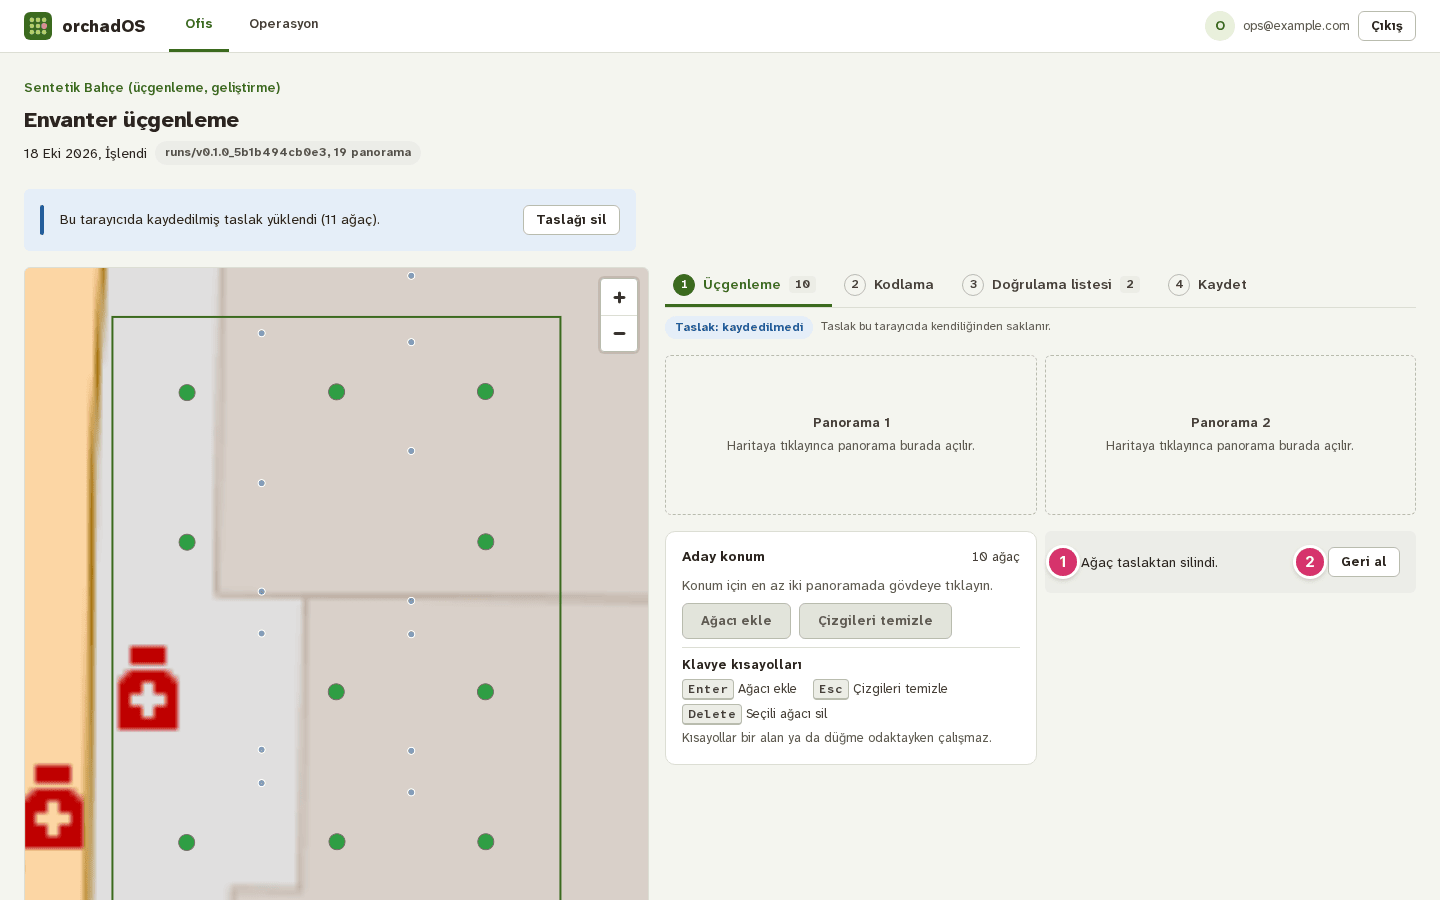 orchadOS
Ofis
Operasyon
O
ops@example.com
Çıkış
Sentetik Bahçe (üçgenleme, geliştirme)
Envanter üçgenleme
18 Eki 2026, İşlendi
runs/v0.1.0_5b1b494cb0e3, 19 panorama
Bu tarayıcıda kaydedilmiş taslak yüklendi (11 ağaç).
Taslağı sil
+
−
1 Üçgenleme 10
2 Kodlama
3 Doğrulama listesi 2
4 Kaydet
Taslak: kaydedilmedi
Taslak bu tarayıcıda kendiliğinden saklanır.
Panorama 1
Haritaya tıklayınca panorama burada açılır.
Panorama 2
Haritaya tıklayınca panorama burada açılır.
Aday konum
10 ağaç
Konum için en az iki panoramada gövdeye tıklayın.
Ağacı ekle
Çizgileri temizle
Klavye kısayolları
Enter Ağacı ekle
Esc Çizgileri temizle
Delete Seçili ağacı sil
Kısayollar bir alan ya da düğme odaktayken çalışmaz.
1
Ağaç taslaktan silindi.
2
Geri al